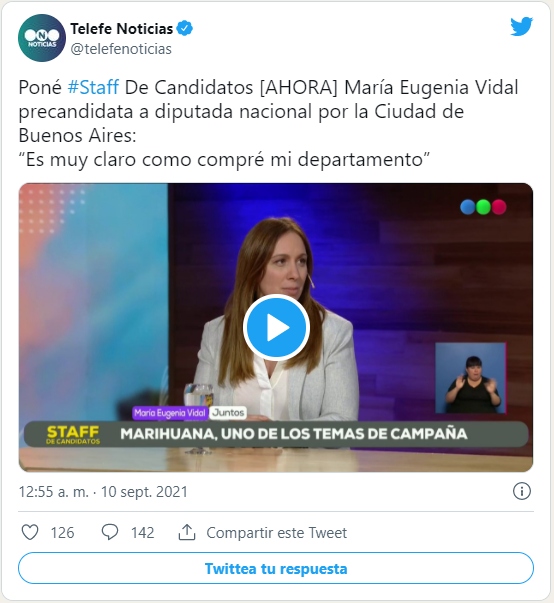 Telefe Noticias
@telefenoticias
NOTICIAS
Poné #Staff De Candidatos [AHORA] María Eugenia Vidal
precandidata a diputada nacional por la Ciudad de
Buenos Aires:
“Es muy claro como compré mi departamento”
María Eugenia Vidal Juntos
STAFF
DE CANDIDATOS
MARIHUANA, UNO DE LOS TEMAS DE CAMPAÑA
12:55 a. m. · 10 sept. 2021
126 142 Compartir este Tweet
Twittea tu respuesta